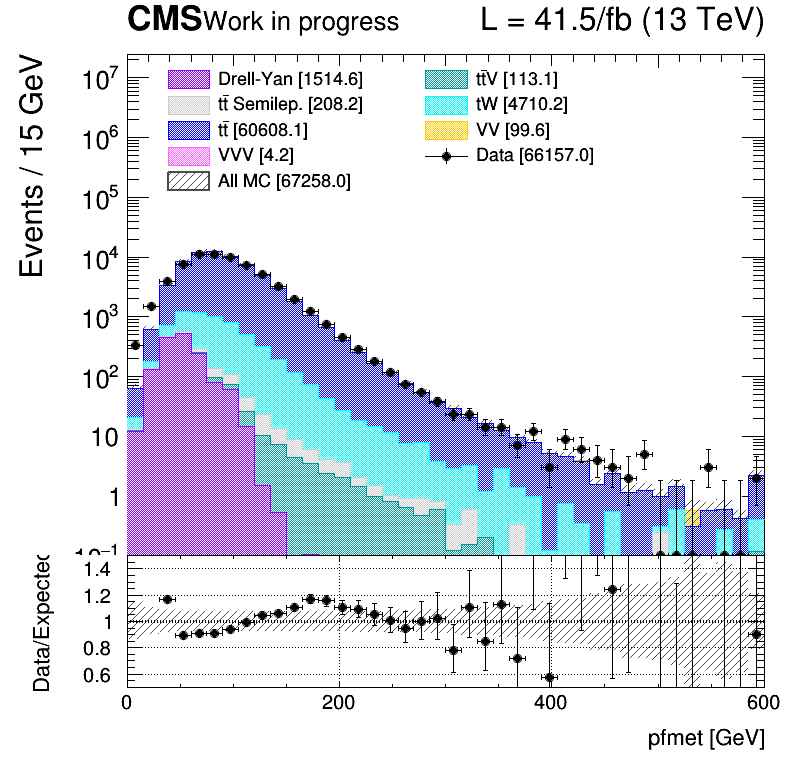 CMS Work in progress L = 41.5/fb (13 TeV)
Events / 15 GeV
Drell-Yan [1514.6]
tt̄ Semilep. [208.2]
tt̄ [60608.1]
VVV [4.2]
All MC [67258.0]
tt̄V [113.1]
tW [4710.2]
VV [99.6]
Data [66157.0]
10⁷
10⁶
10⁵
10⁴
10³
10²
10
1
10⁻¹
Data/Expected
1.4
1.2
1
0.8
0.6
0 200 400 600
pfmet [GeV]